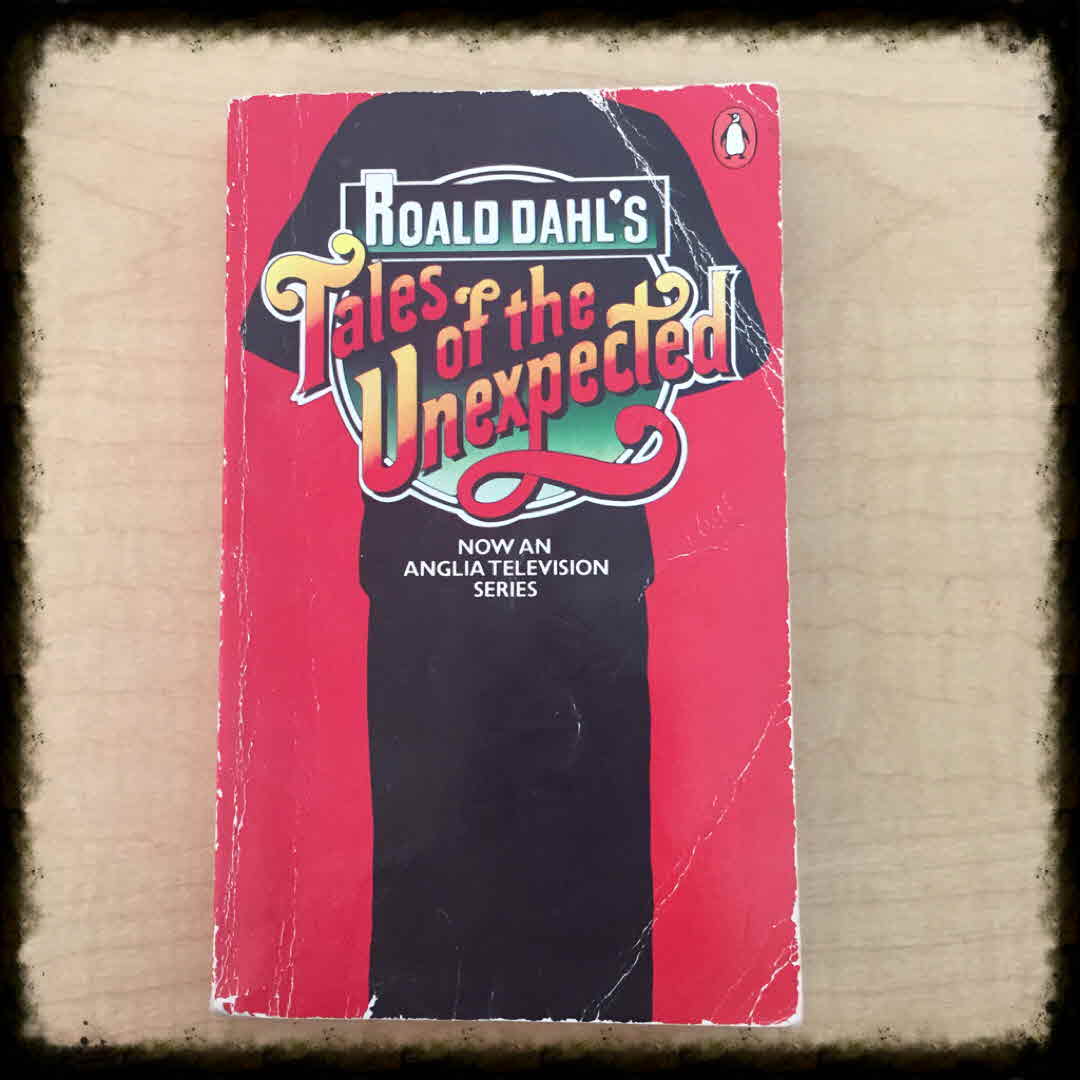 ROALD DAHL'S
Tales of the
Unexpected
NOW AN
ANGLIA TELEVISION
SERIES